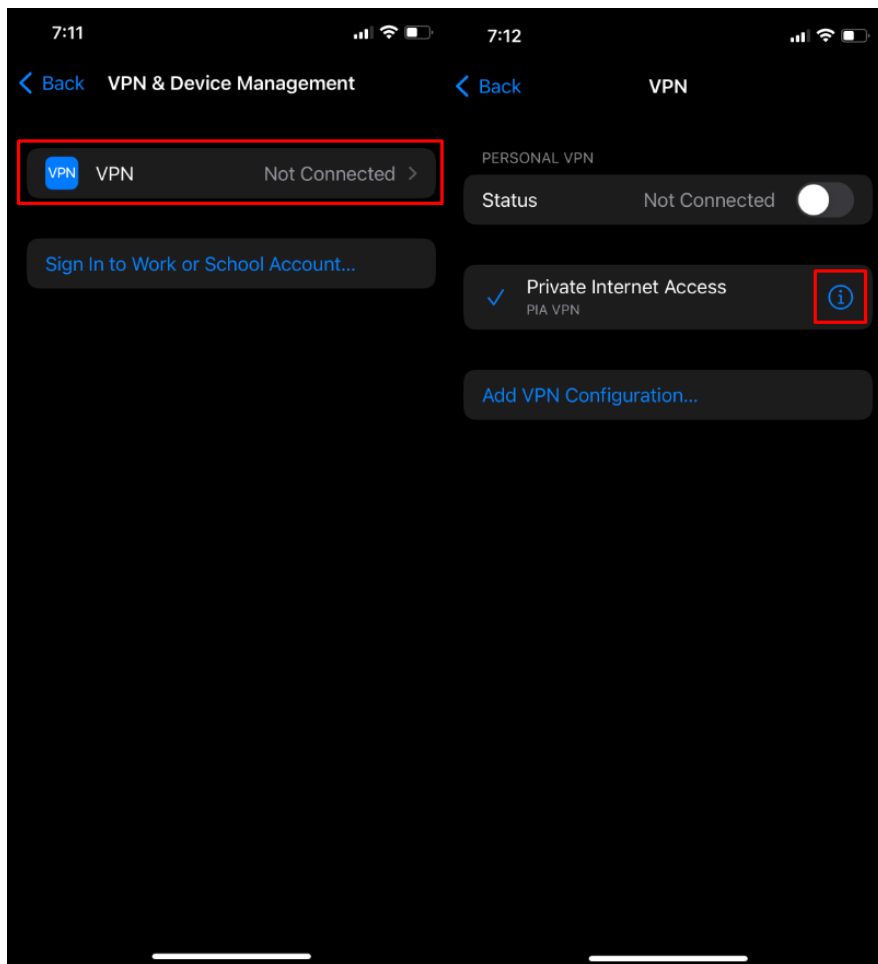 7:11
Back VPN & Device Management
VPN VPN Not Connected
Sign In to Work or School Account...
7:12
Back VPN
PERSONAL VPN
Status Not Connected
Private Internet Access
PIA VPN
Add VPN Configuration...